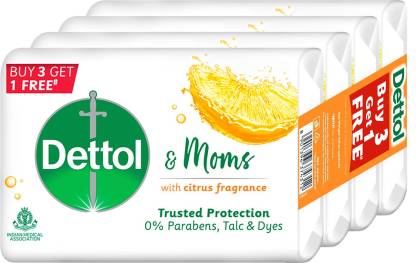 BUY 3 GET
1 FREE#
Dettol
& Moms
with citrus fragrance
Trusted Protection
0% Parabens, Talc & Dyes
INDIAN MEDICAL
ASSOCIATION
Buy 3
Get 1
FREE#
Dettol